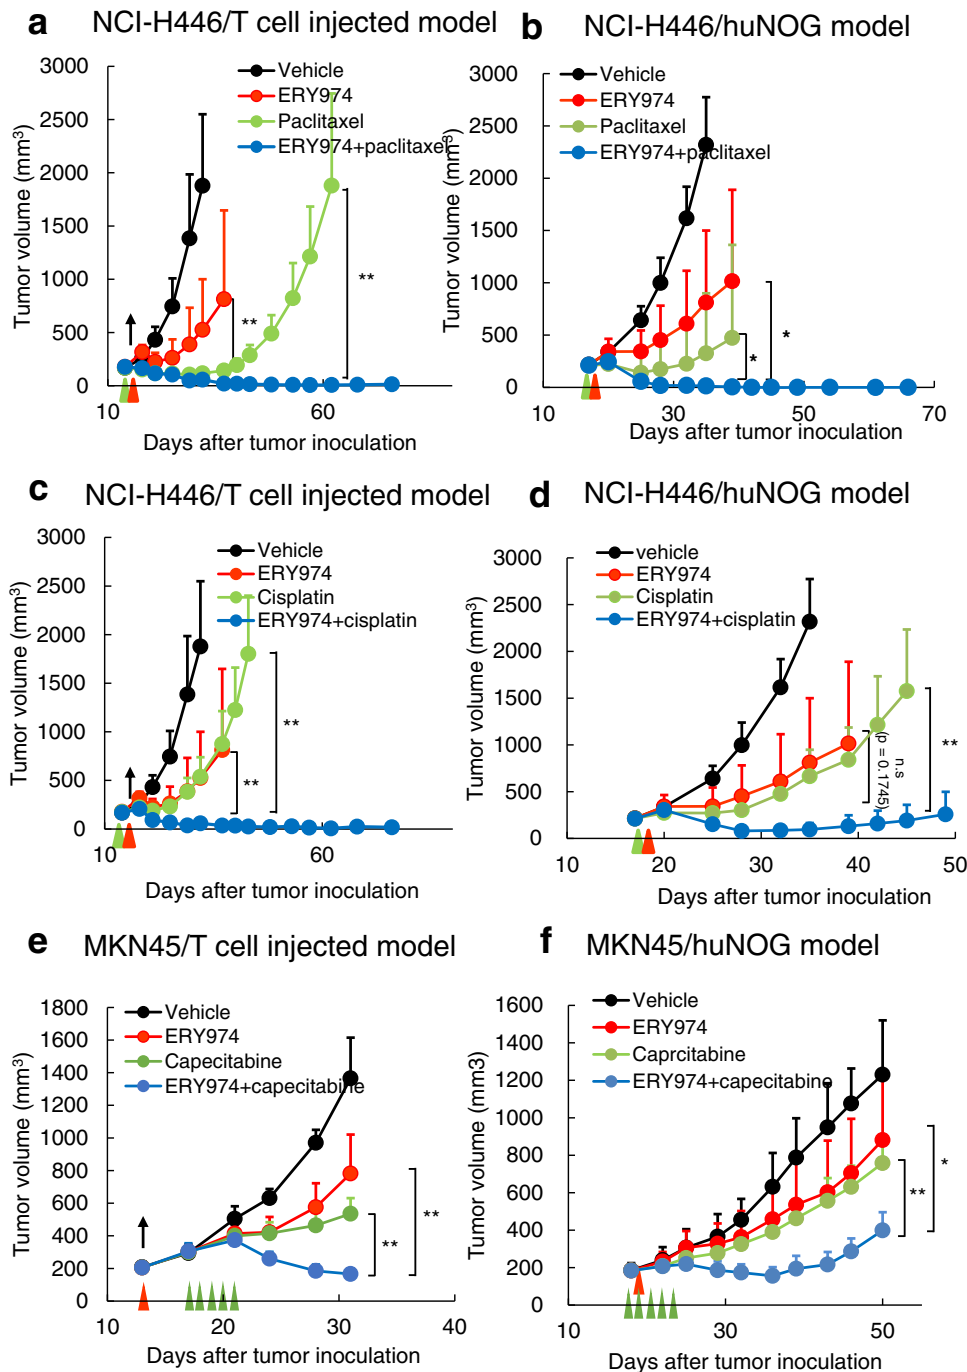 a NCI-H446/T cell injected model
3000
2500
2000
1500
1000
500
0
Tumor volume (mm³)
Vehicle
ERY974
Paclitaxel
ERY974+paclitaxel
**
**
10 60
Days after tumor inoculation
b NCI-H446/huNOG model
3000
2500
2000
1500
1000
500
0
Tumor volume (mm³)
Vehicle
ERY974
Paclitaxel
ERY974+paclitaxel
*
*
10 30 50 70
Days after tumor inoculation
c NCI-H446/T cell injected model
3000
2500
2000
1500
1000
500
0
Tumor volume (mm³)
Vehicle
ERY974
Cisplatin
ERY974+cisplatin
**
**
10 60
Days after tumor inoculation
d NCI-H446/huNOG model
3000
2500
2000
1500
1000
500
0
Tumor volume (mm³)
vehicle
ERY974
Cisplatin
ERY974+cisplatin
n.s
(p = 0.1745)
**
10 20 30 40 50
Days after tumor inoculation
e MKN45/T cell injected model
1800
1600
1400
1200
1000
800
600
400
200
0
Tumor volume (mm³)
Vehicle
ERY974
Capecitabine
ERY974+capecitabine
**
**
10 20 30 40
Days after tumor inoculation
f MKN45/huNOG model
1600
1400
1200
1000
800
600
400
200
0
Tumor volume (mm3)
Vehicle
ERY974
Caprcitabine
ERY974+capecitabine
**
*
10 30 50
Days after tumor inoculation